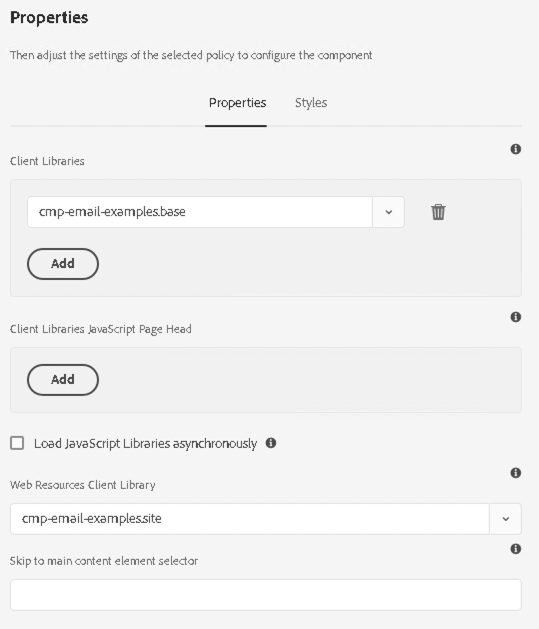 Properties
Then adjust the settings of the selected policy to configure the component
Properties Styles
Client Libraries
cmp-email-examples.base
Add
Client Libraries JavaScript Page Head
Add
Load JavaScript Libraries asynchronously
Web Resources Client Library
cmp-email-examples.site
Skip to main content element selector